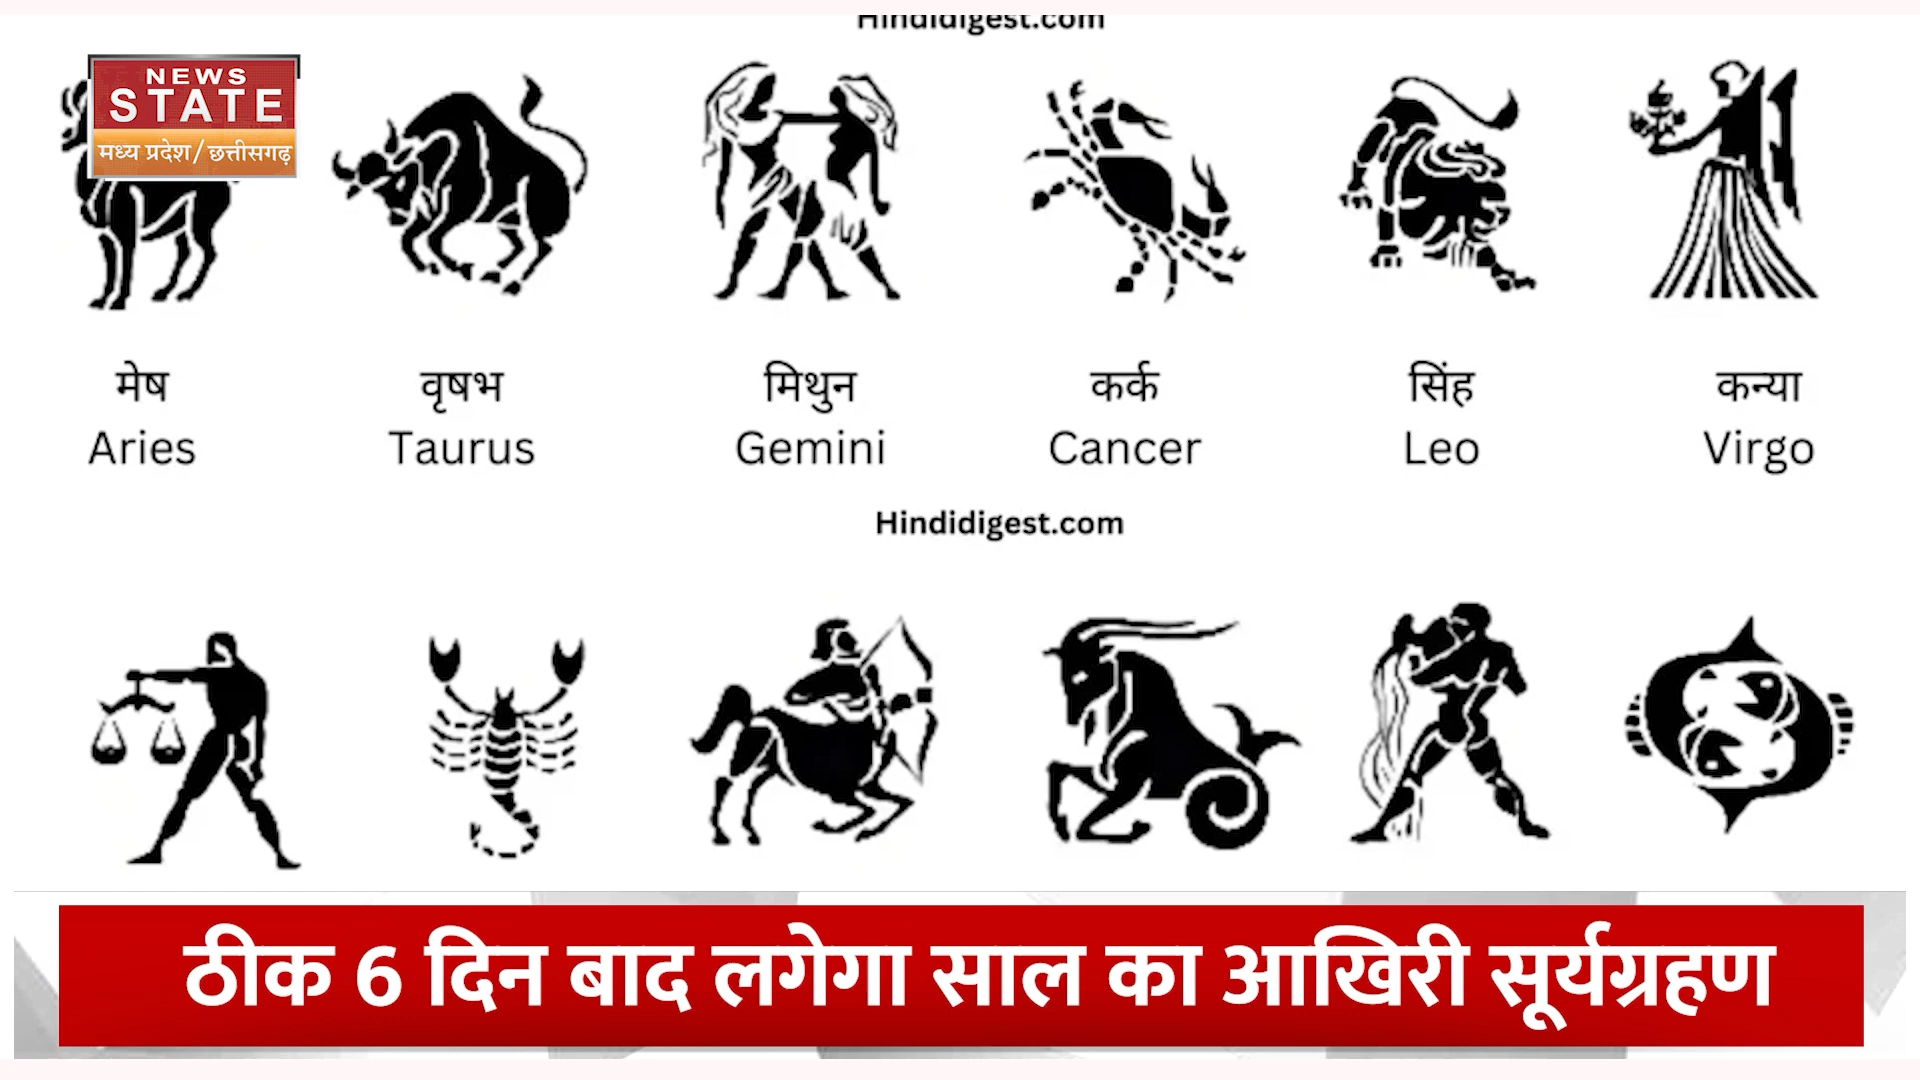 Hindidigest.com
NEWS
STATE
मध्य प्रदेश/छत्तीसगढ़
मेष वृषभ मिथुन कर्क सिंह कन्या
Aries Taurus Gemini Cancer Leo Virgo
Hindidigest.com
ठीक 6 दिन बाद लगेगा साल का आखिरी सूर्यग्रहण